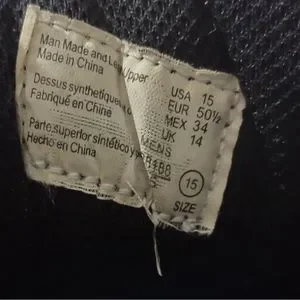 Man Made and Le Upper
Made in China
Dessus synthetique
Fabriqué en Chine
Parte superior sintético y
Hecho en China
USA 15
EUR 50½
MEX 34
UK 14
MENS
15
SIZE